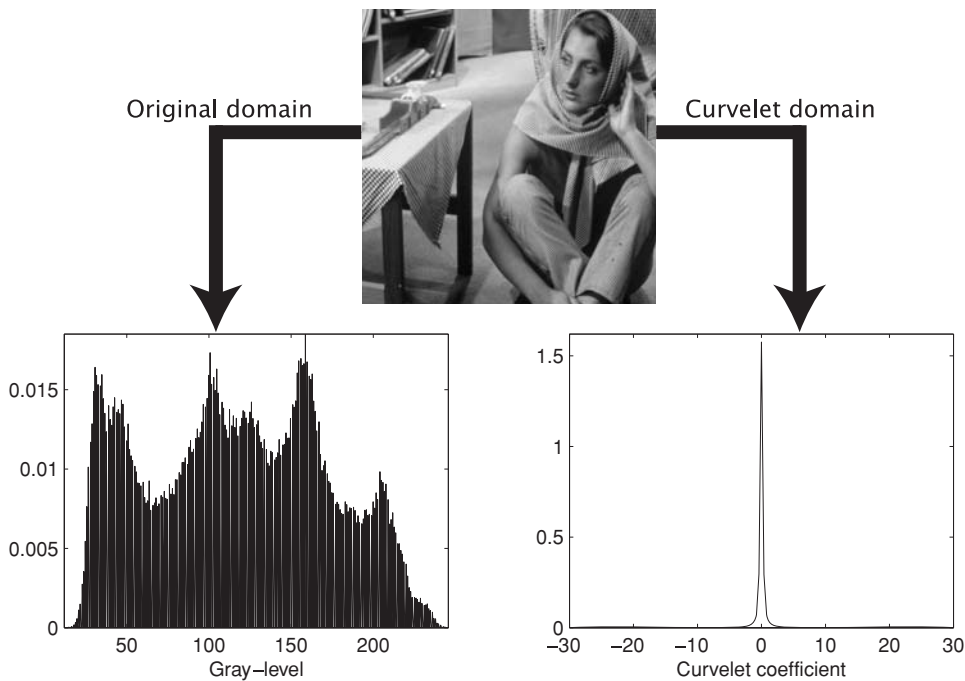 Original domain
Curvelet domain
0.015
0.01
0.005
0
50 100 150 200
Gray−level
1.5
1
0.5
0
−30 −20 −10 0 10 20 30
Curvelet coefficient